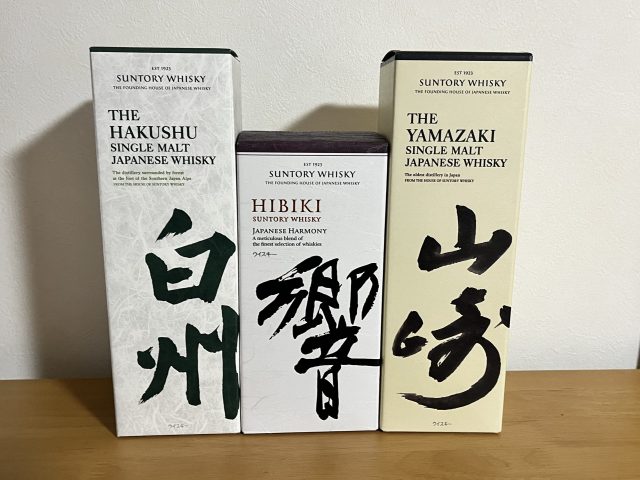 EST 1923
SUNTORY WHISKY
THE FOUNDING HOUSE OF JAPANESE WHISKY
THE
HAKUSHU
SINGLE MALT
JAPANESE WHISKY
The distillery surrounded by forest
at the foot of the Southern Japan Alps
FROM THE HOUSE OF SUNTORY WHISKY
白州
ウイスキー
EST 1923
SUNTORY WHISKY
THE FOUNDING HOUSE OF JAPANESE WHISKY
HIBIKI
SUNTORY WHISKY
JAPANESE HARMONY
A meticulous blend of
the finest selection of whiskies
ウイスキー
響
EST 1923
SUNTORY WHISKY
THE FOUNDING HOUSE OF JAPANESE WHISKY
THE
YAMAZAKI
SINGLE MALT
JAPANESE WHISKY
The oldest distillery in Japan
FROM THE HOUSE OF SUNTORY WHISKY
山崎
ウイスキー